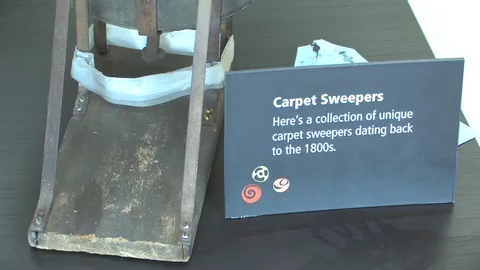 Carpet Sweepers
Here's a collection of unique
carpet sweepers dating back
to the 1800s.